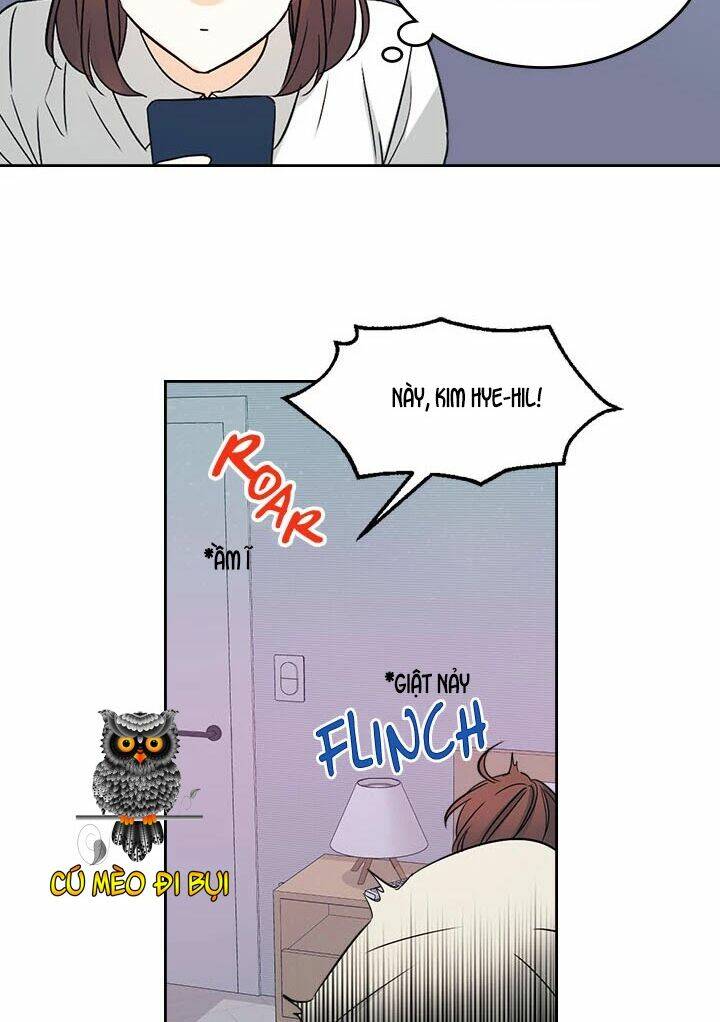 NÀY, KIM HYE-HIL!
ROAR
*ẦM Ĩ
*GIẬT NẢY
FLINCH
CÚ MÈO ĐI BỤI